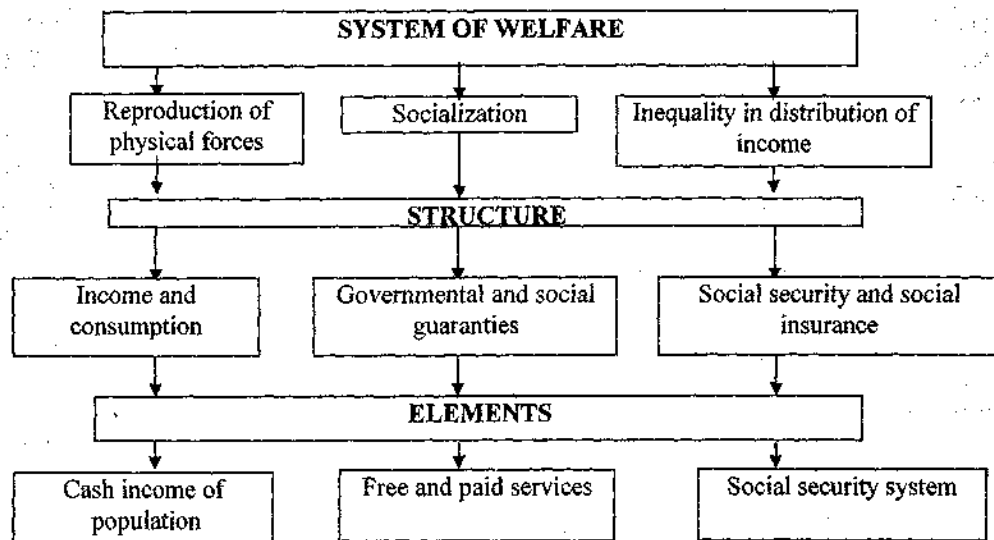 SYSTEM OF WELFARE
Reproduction of
physical forces
Socialization
Inequality in distribution of
income
STRUCTURE
Income and
consumption
Governmental and social
guaranties
Social security and social
insurance
ELEMENTS
Cash income of
population
Free and paid services
Social security system